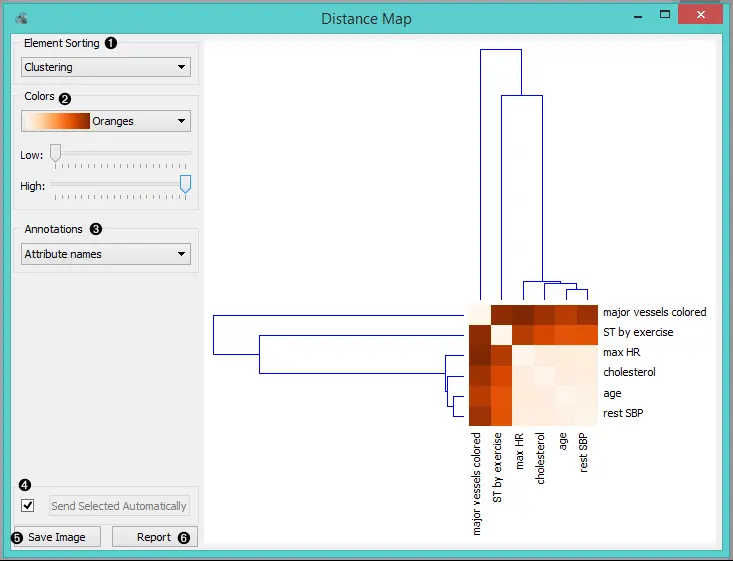 Distance Map
Element Sorting ❶
Clustering
Colors ❷
Oranges
Low:
High:
Annotations ❸
Attribute names
major vessels colored
ST by exercise
max HR
cholesterol
age
rest SBP
major vessels colored
ST by exercise
max HR
cholesterol
age
rest SBP
❹
Send Selected Automatically
❺ Save Image
Report ❻